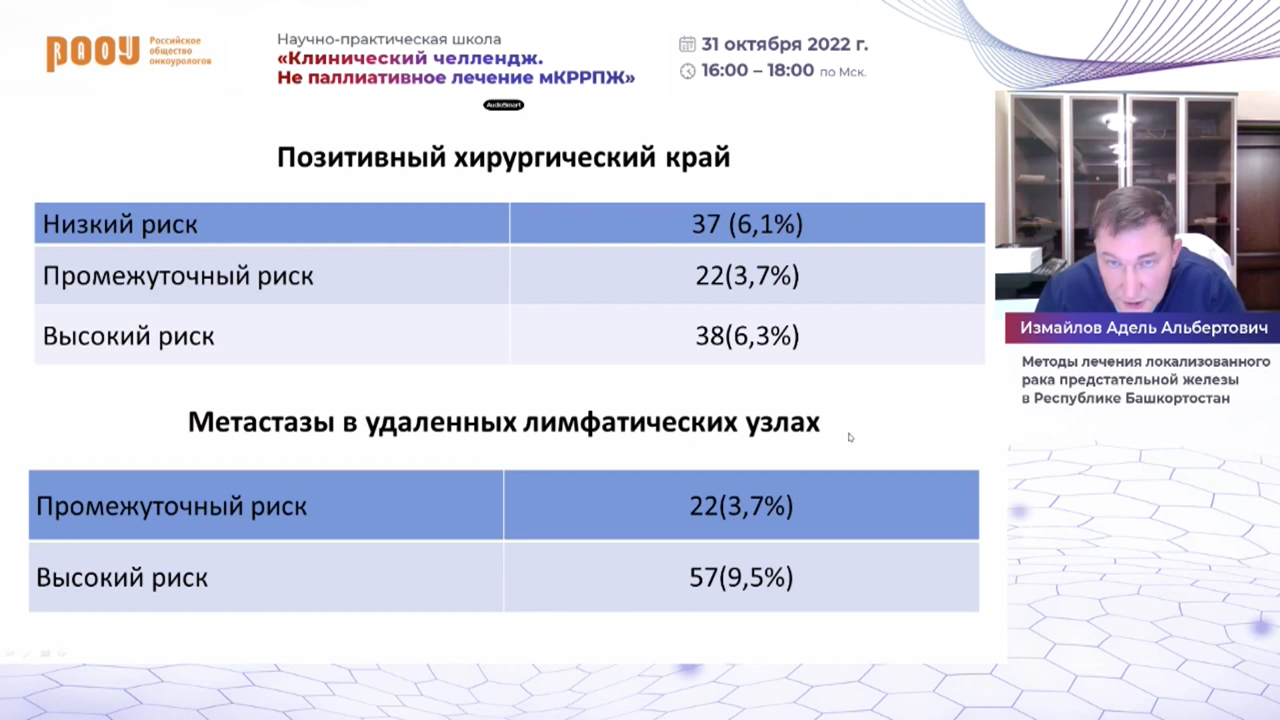 РАОУ
Российское
общество
онкоурологов
Научно-практическая школа
«Клинический челлендж.
Не паллиативное лечение мКРРПЖ»
31 октября 2022 г.
16:00 – 18:00 по Мск.
AudioSmart
Позитивный хирургический край
Низкий риск 37 (6,1%)
Промежуточный риск 22(3,7%)
Высокий риск 38(6,3%)
Метастазы в удаленных лимфатических узлах
Промежуточный риск 22(3,7%)
Высокий риск 57(9,5%)
Измайлов Адель Альбертович
Методы лечения локализованного
рака предстательной железы
в Республике Башкортостан